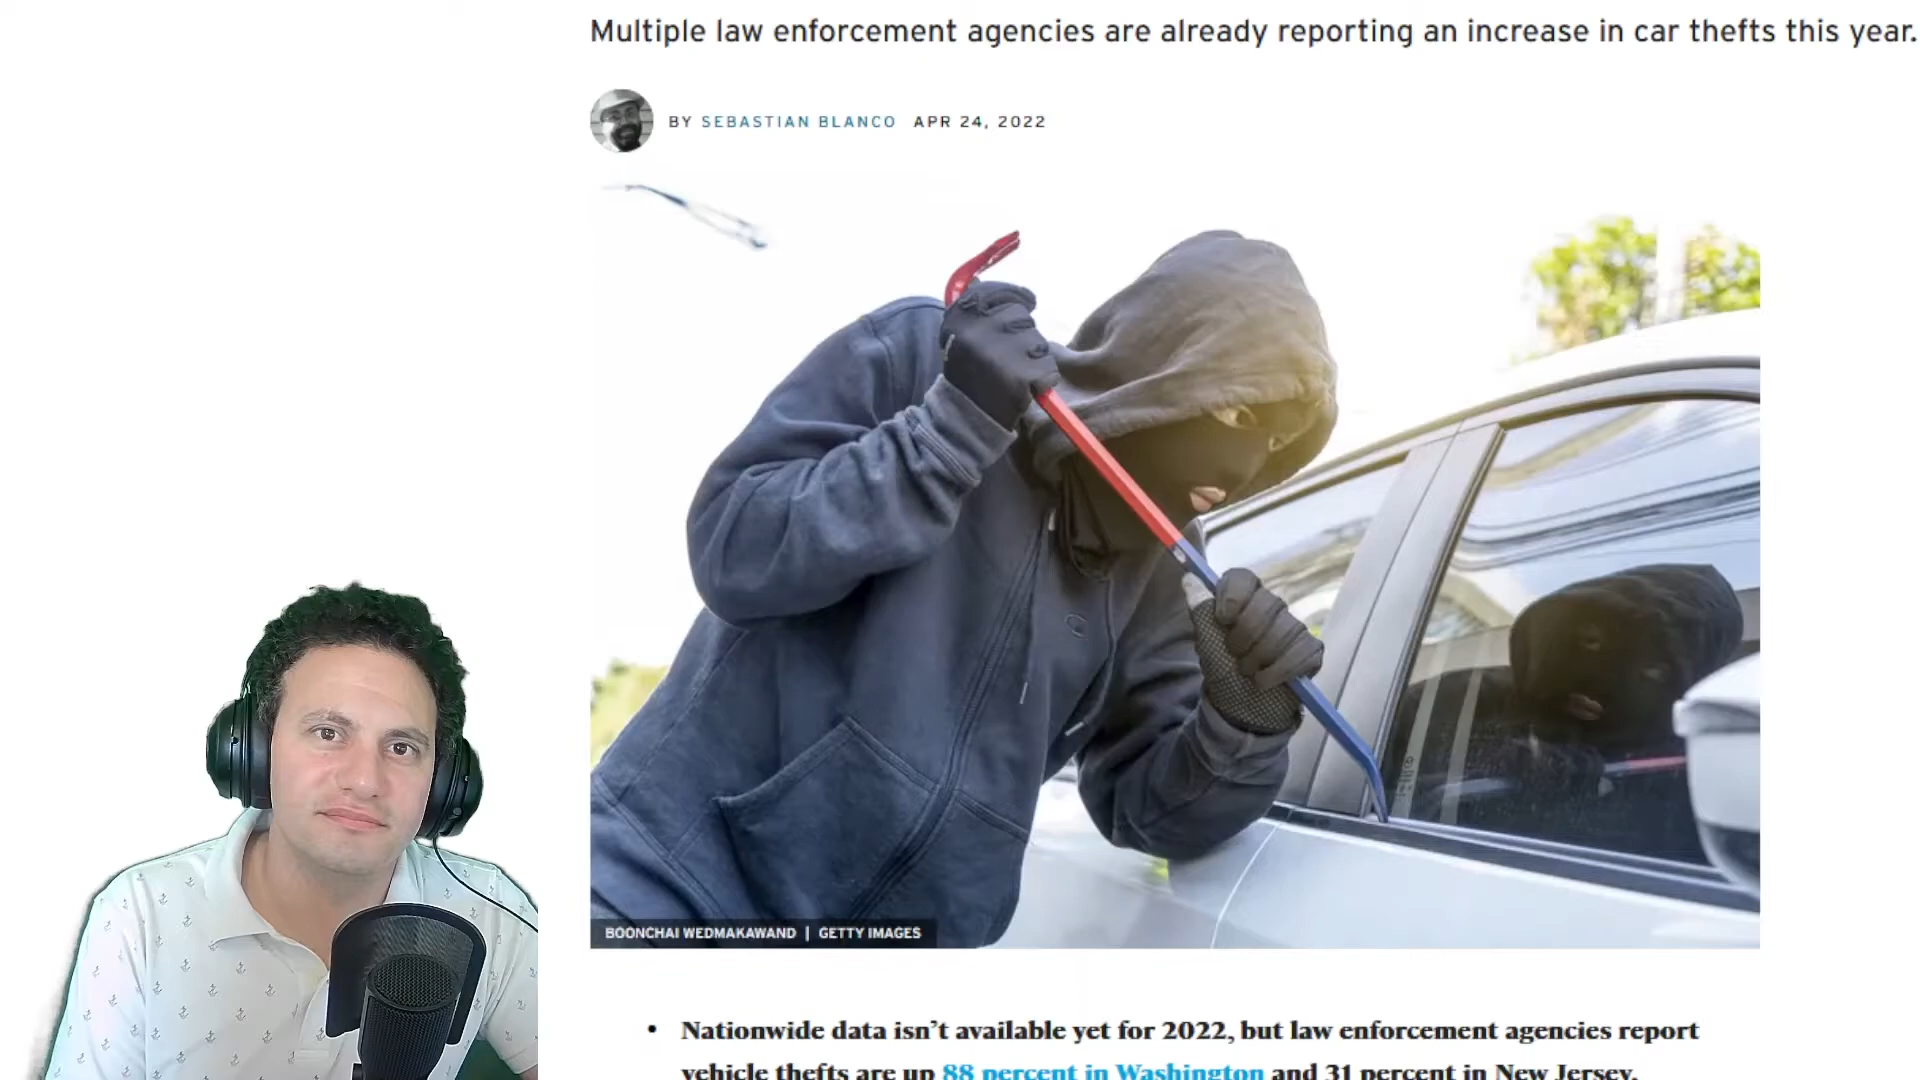 Multiple law enforcement agencies are already reporting an increase in car thefts this year.
BY SEBASTIAN BLANCO APR 24, 2022
BOONCHAI WEDMAKAWAND | GETTY IMAGES
• Nationwide data isn't available yet for 2022, but law enforcement agencies report
vehicle thefts are up 88 percent in Washington and 31 percent in New Jersey.